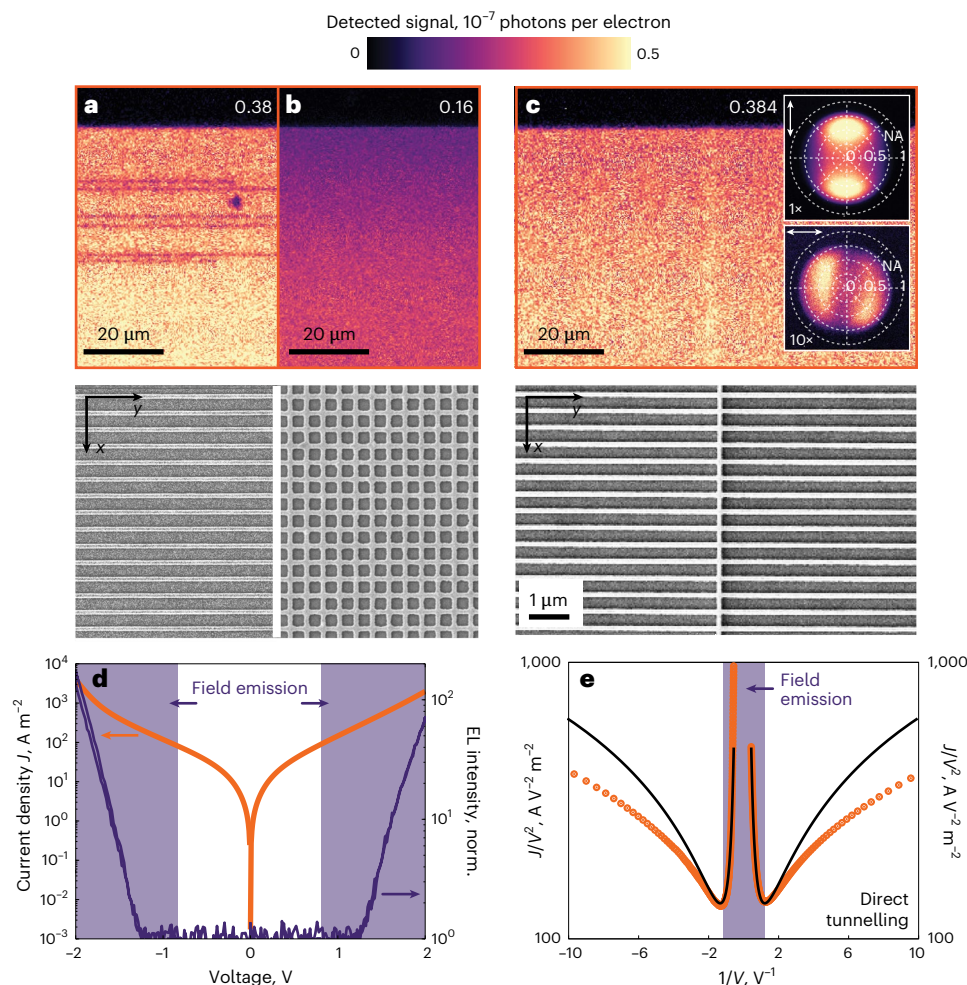 Detected signal, 10⁻⁷ photons per electron
0 0.5
a 0.38
b 0.16
c 0.384
NA
0 0.5 1
1×
NA
0 0.5 1
10×
20 µm
20 µm
20 µm
y
x
y
x
1 µm
d
Field emission
10⁴
10³
10²
10¹
10⁰
10⁻¹
10⁻²
10⁻³
Current density J, A m⁻²
10²
10¹
10⁰
EL intensity, norm.
−2 −1 0 1 2
Voltage, V
e
Field
emission
1,000
100
J/V², A V⁻² m⁻²
1,000
100
J/V², A V⁻² m⁻²
Direct
tunnelling
−10 −6 −2 2 6 10
1/V, V⁻¹